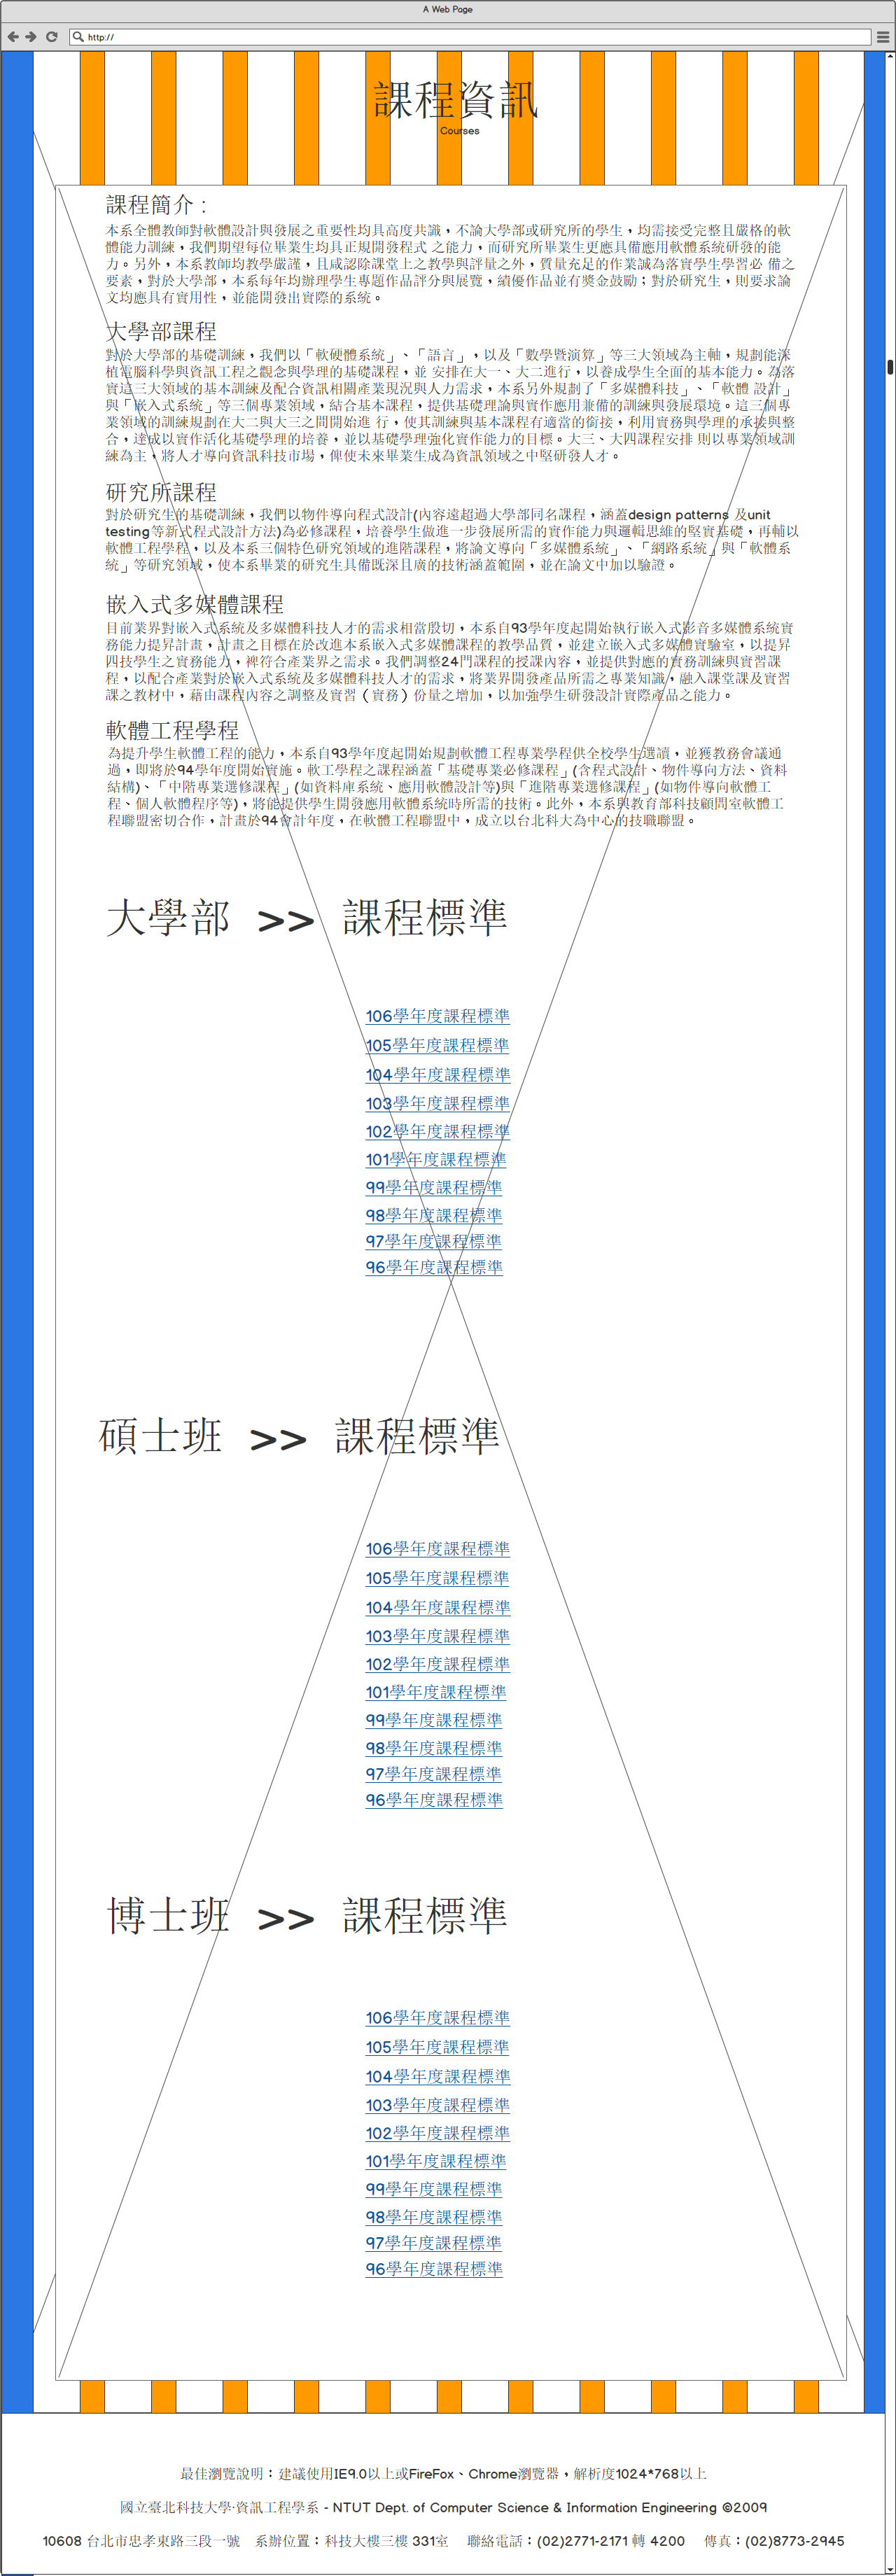 A Web Page
http://
課程資訊
Courses
課程簡介：
本系全體教師對軟體設計與發展之重要性均具高度共識，不論大學部或研究所的學生，均需接受完整且嚴格的軟
體能力訓練，我們期望每位畢業生均具正規開發程式 之能力，而研究所畢業生更應具備應用軟體系統研發的能
力。另外，本系教師均教學嚴謹，且咸認除課堂上之教學與評量之外，質量充足的作業誠為落實學生學習必 備之
要素，對於大學部，本系每年均辦理學生專題作品評分與展覽，績優作品並有獎金鼓勵；對於研究生，則要求論
文均應具有實用性，並能開發出實際的系統。
大學部課程
對於大學部的基礎訓練，我們以「軟硬體系統」、「語言」，以及「數學暨演算」等三大領域為主軸，規劃能深
植電腦科學與資訊工程之觀念與學理的基礎課程，並 安排在大一、大二進行，以養成學生全面的基本能力。為落
實這三大領域的基本訓練及配合資訊相關產業現況與人力需求，本系另外規劃了「多媒體科技」、「軟體 設計」
與「嵌入式系統」等三個專業領域，結合基本課程，提供基礎理論與實作應用兼備的訓練與發展環境。這三個專
業領域的訓練規劃在大二與大三之間開始進 行，使其訓練與基本課程有適當的銜接，利用實務與學理的承接與整
合，達成以實作活化基礎學理的培養，並以基礎學理強化實作能力的目標。大三、大四課程安排 則以專業領域訓
練為主，將人才導向資訊科技市場，俾使未來畢業生成為資訊領域之中堅研發人才。
研究所課程
對於研究生的基礎訓練，我們以物件導向程式設計(內容遠超過大學部同名課程，涵蓋design patterns 及unit
testing等新式程式設計方法)為必修課程，培養學生做進一步發展所需的實作能力與邏輯思維的堅實基礎，再輔以
軟體工程學程，以及本系三個特色研究領域的進階課程，將論文導向「多媒體系統」、「網路系統」與「軟體系
統」等研究領域，使本系畢業的研究生具備既深且廣的技術涵蓋範圍，並在論文中加以驗證。
嵌入式多媒體課程
目前業界對嵌入式系統及多媒體科技人才的需求相當殷切，本系自93學年度起開始執行嵌入式影音多媒體系統實
務能力提昇計畫，計畫之目標在於改進本系嵌入式多媒體課程的教學品質，並建立嵌入式多媒體實驗室，以提昇
四技學生之實務能力，裨符合產業界之需求。我們調整24門課程的授課內容，並提供對應的實務訓練與實習課
程，以配合產業對於嵌入式系統及多媒體科技人才的需求，將業界開發產品所需之專業知識，融入課堂課及實習
課之教材中，藉由課程內容之調整及實習（實務）份量之增加，以加強學生研發設計實際產品之能力。
軟體工程學程
為提升學生軟體工程的能力，本系自93學年度起開始規劃軟體工程專業學程供全校學生選讀，並獲教務會議通
過，即將於94學年度開始實施。軟工學程之課程涵蓋「基礎專業必修課程」(含程式設計、物件導向方法、資料
結構)、「中階專業選修課程」(如資料庫系統、應用軟體設計等)與「進階專業選修課程」(如物件導向軟體工
程、個人軟體程序等)，將能提供學生開發應用軟體系統時所需的技術。此外，本系與教育部科技顧問室軟體工
程聯盟密切合作，計畫於94會計年度，在軟體工程聯盟中，成立以台北科大為中心的技職聯盟。
大學部 >> 課程標準
106學年度課程標準
105學年度課程標準
104學年度課程標準
103學年度課程標準
102學年度課程標準
101學年度課程標準
99學年度課程標準
98學年度課程標準
97學年度課程標準
96學年度課程標準
碩士班 >> 課程標準
106學年度課程標準
105學年度課程標準
104學年度課程標準
103學年度課程標準
102學年度課程標準
101學年度課程標準
99學年度課程標準
98學年度課程標準
97學年度課程標準
96學年度課程標準
博士班 >> 課程標準
106學年度課程標準
105學年度課程標準
104學年度課程標準
103學年度課程標準
102學年度課程標準
101學年度課程標準
99學年度課程標準
98學年度課程標準
97學年度課程標準
96學年度課程標準
最佳瀏覽說明：建議使用IE9.0以上或FireFox、Chrome瀏覽器，解析度1024*768以上
國立臺北科技大學‧資訊工程學系 - NTUT Dept. of Computer Science & Information Engineering ©2009
10608 台北市忠孝東路三段一號 系辦位置：科技大樓三樓 331室 聯絡電話：(02)2771-2171 轉 4200 傳真：(02)8773-2945